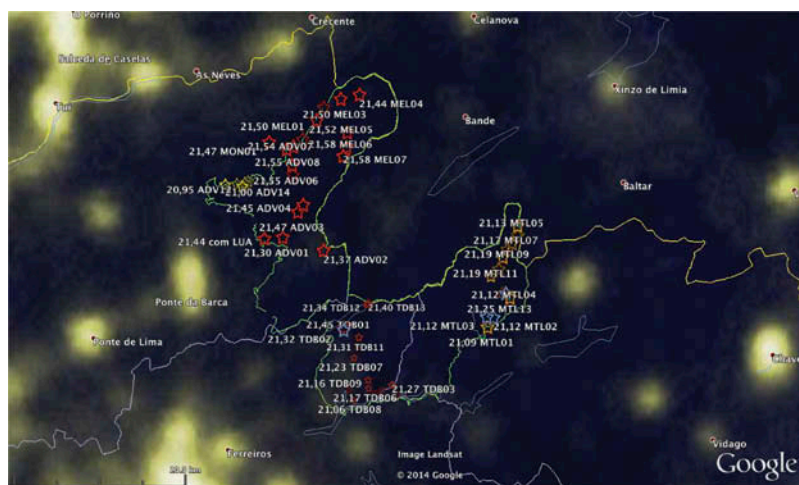 O Porriño
Crecente
Celanova
Salceda de Caselas
As Neves
Tui
Xinzo de Limia
21,44 MEL04
21,50 MEL03
Bande
21,50 MEL01
21,52 MEL05
21,54 ADV07
21,58 MEL06
21,47 MON01
21,58 MEL07
21,55 ADV08
21,55 ADV06
20,95 ADV1
21,00 ADV14
Baltar
21,45 ADV04
21,13 MTL05
21,47 ADV03
21,17 MTL07
21,44 com LUA
21,19 MTL09
21,30 ADV01
21,37 ADV02
21,19 MTL11
Ponte da Barca
21,12 MTL04
21,34 TDB12
21,40 TDB13
21,25 MTL13
21,45 TDB01
21,12 MTL03
21,12 MTL02
Ponte de Lima
21,32 TDB02
21,31 TDB11
21,09 MTL01
21,23 TDB07
Chave
21,16 TDB09
21,27 TDB03
21,17 TDB06
21,06 TDB08
Vidago
Ferreiros
Image Landsat
Google
© 2014 Google